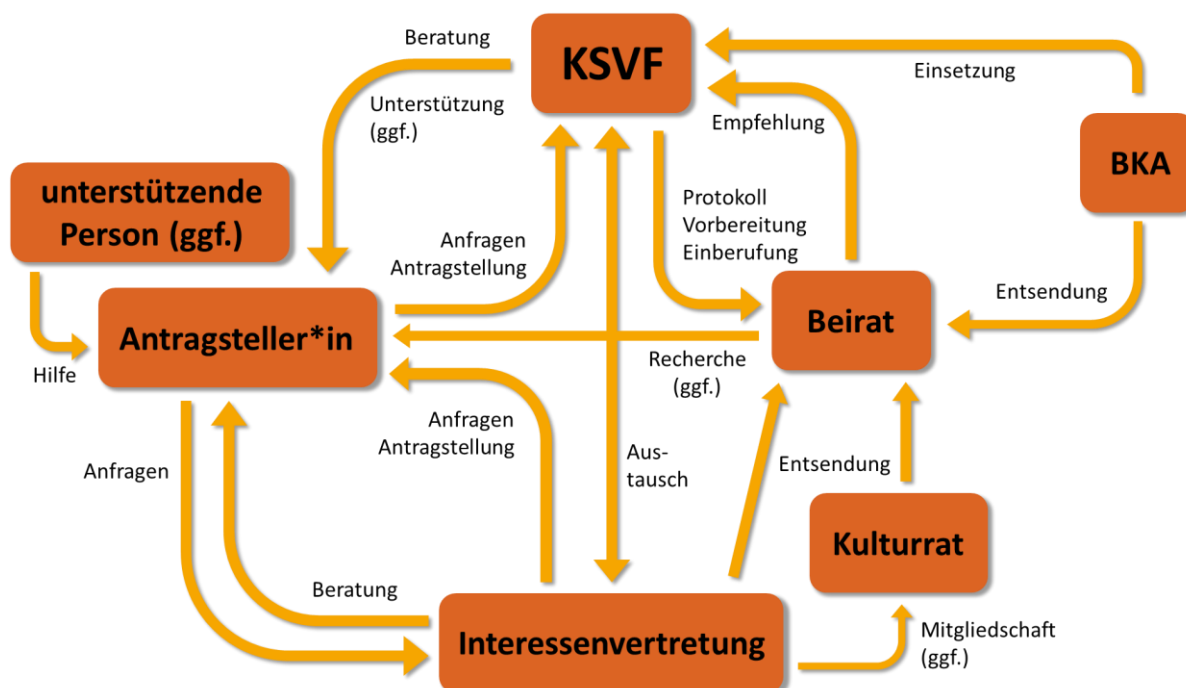 Beratung
KSVF
Einsetzung
Unterstützung
(ggf.)
Empfehlung
BKA
unterstützende
Person (ggf.)
Protokoll
Vorbereitung
Einberufung
Anfragen
Antragstellung
Entsendung
Beirat
Antragsteller*in
Hilfe
Recherche
(ggf.)
Anfragen
Antragstellung
Anfragen
Aus-
tausch
Entsendung
Kulturrat
Beratung
Interessenvertretung
Mitgliedschaft
(ggf.)